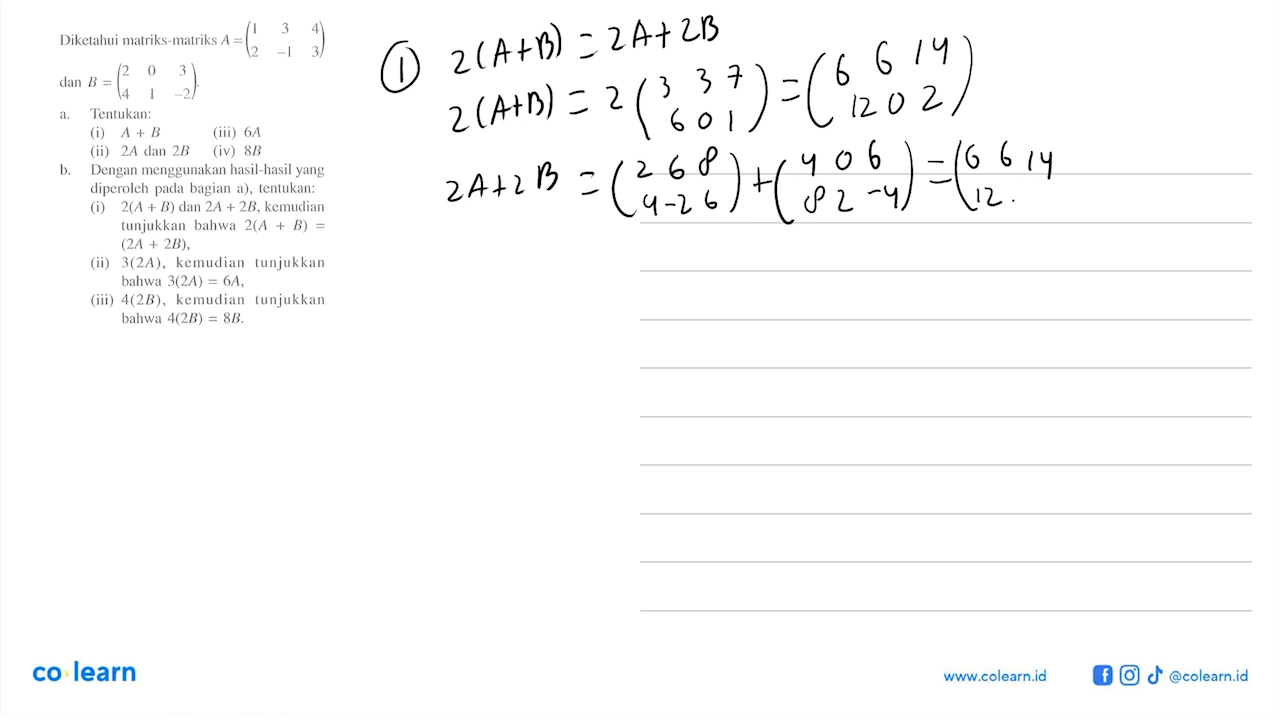 Diketahui matriks-matriks A = (1 3 4
2 −1 3)
dan B = (2 0 3
4 1 −2).
a. Tentukan:
(i) A + B (iii) 6A
(ii) 2A dan 2B (iv) 8B
b. Dengan menggunakan hasil-hasil yang
diperoleh pada bagian a), tentukan:
(i) 2(A + B) dan 2A + 2B, kemudian
tunjukkan bahwa 2(A + B) =
(2A + 2B),
(ii) 3(2A), kemudian tunjukkan
bahwa 3(2A) = 6A,
(iii) 4(2B), kemudian tunjukkan
bahwa 4(2B) = 8B.
① 2(A+B) = 2A+2B
2(A+B) = 2(3 3 7
6 0 1) = (6 6 14
12 0 2)
2A+2B = (2 6 8
4 -2 6) + (4 0 6
8 2 -4) = (6 6 14
12 .
co learn
www.colearn.id
@colearn.id